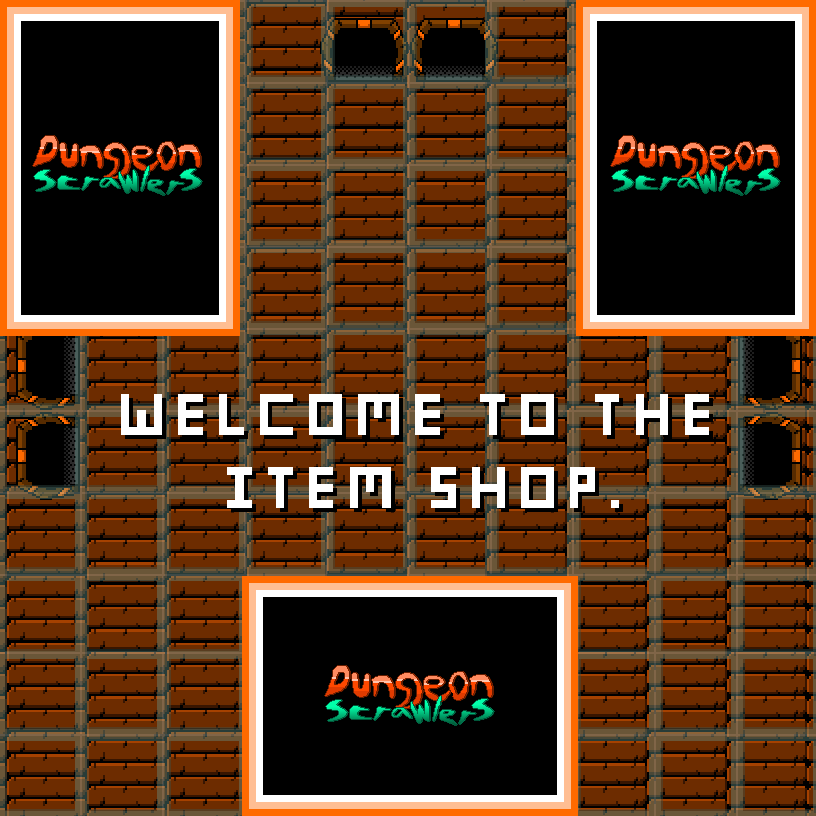 Dungeon
Scrawlers
Dungeon
Scrawlers
WELCOME TO THE
ITEM SHOP.
Dungeon
Scrawlers